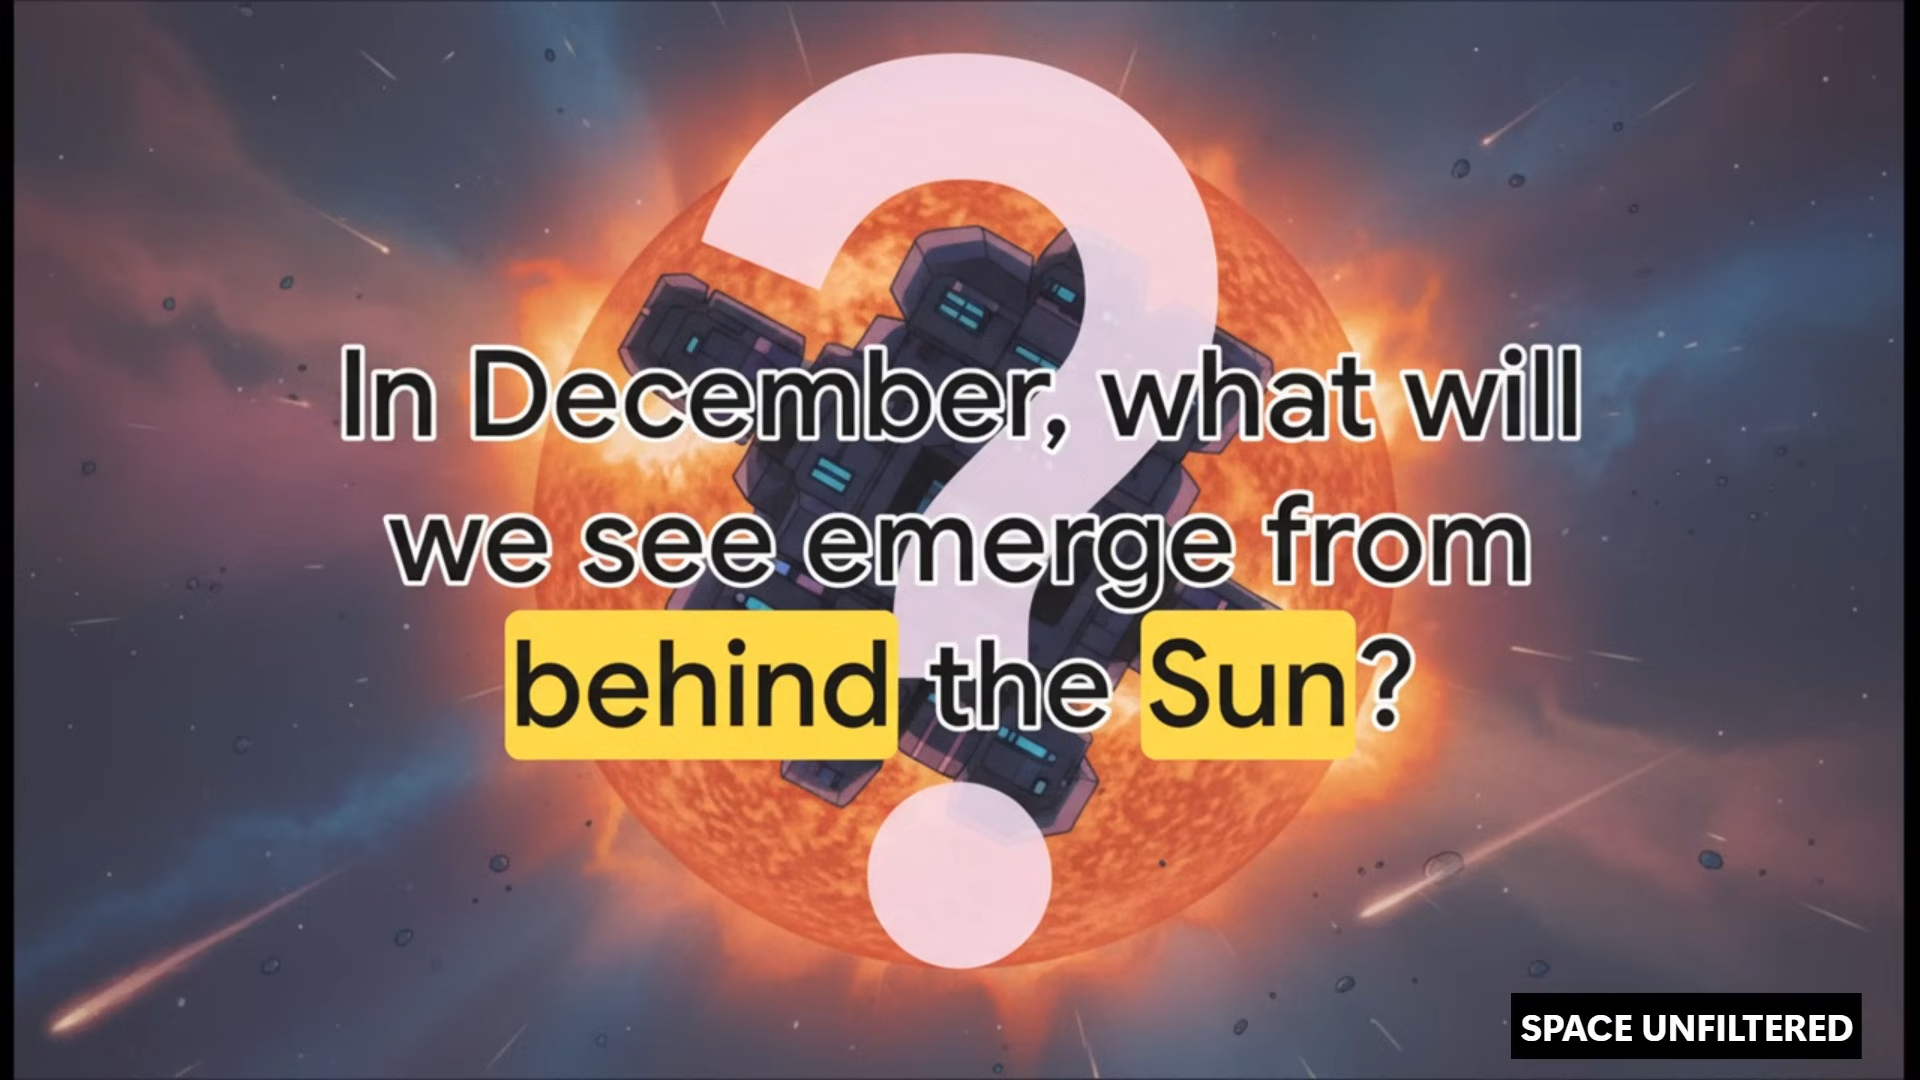 In December, what will
we see emerge from
behind the Sun?
SPACE UNFILTERED